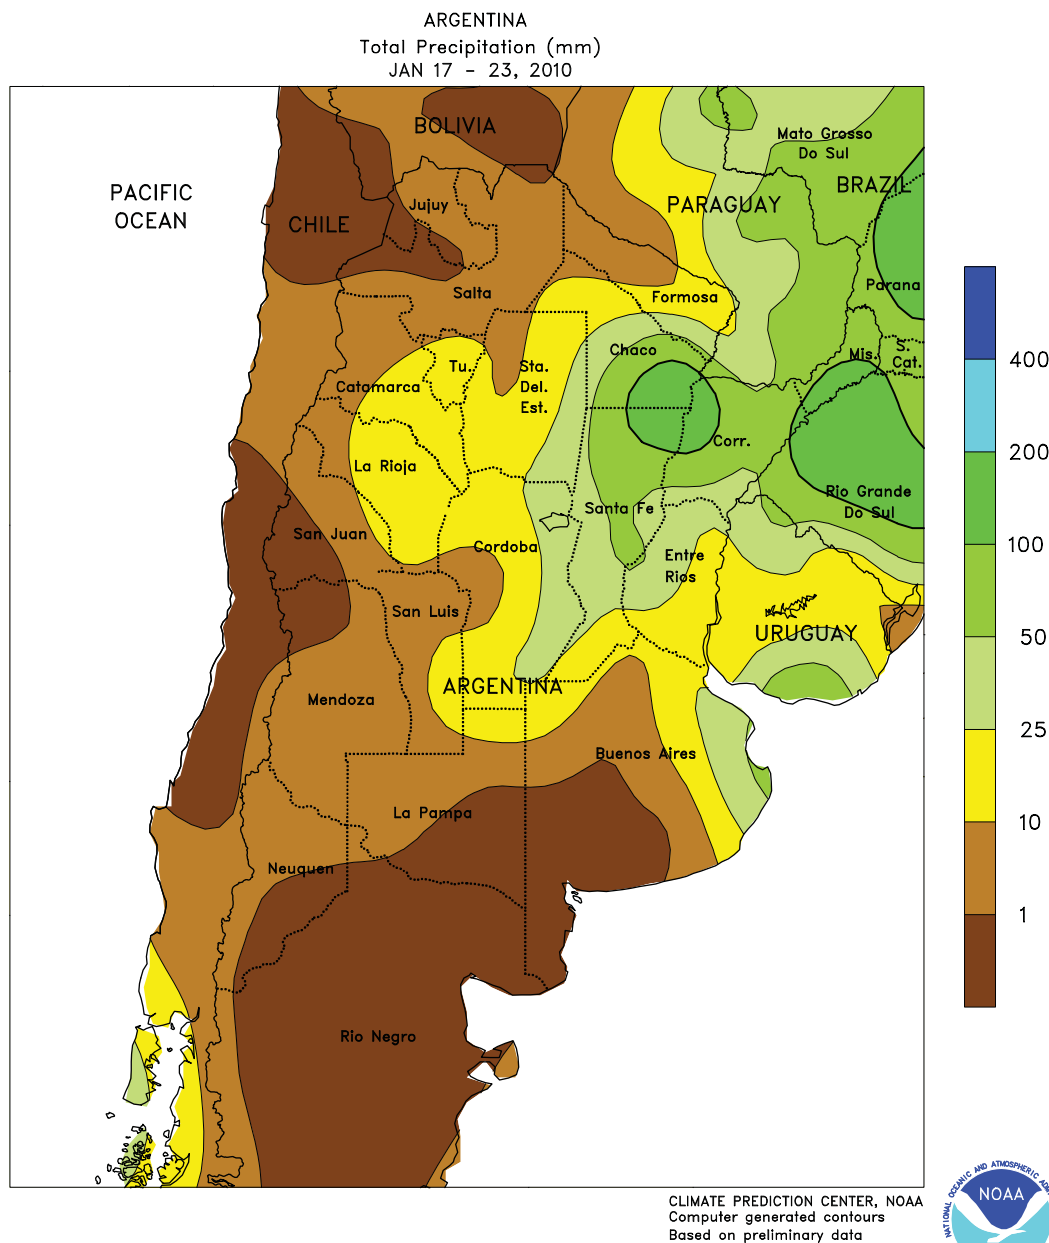 ARGENTINA
Total Precipitation (mm)
JAN 17 - 23, 2010
BOLIVIA
Mato Grosso
Do Sul
PACIFIC
OCEAN
BRAZIL
PARAGUAY
Jujuy
CHILE
Parana
Salta
Formosa
S.
Cat.
Mis.
Chaco
Tu.
Sta.
Del.
Est.
Catamarca
400
Corr.
200
La Rioja
Rio Grande
Do Sul
Santa Fe
San Juan
Cordoba
100
Entre
Rios
San Luis
URUGUAY
50
ARGENTINA
Mendoza
25
Buenos Aires
La Pampa
10
Neuquen
1
Rio Negro
CLIMATE PREDICTION CENTER, NOAA
Computer generated contours
Based on preliminary data
NATIONAL OCEANIC AND ATMOSPHERIC
NOAA